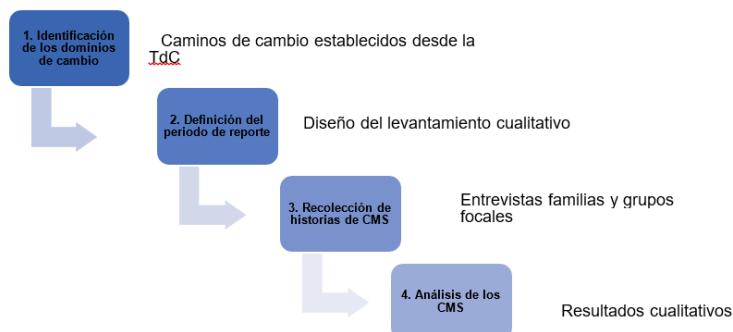 1. Identificación
de los dominios
de cambio
Caminos de cambio establecidos desde la
TdC
2. Definición del
periodo de reporte
Diseño del levantamiento cualitativo
3. Recolección de
historias de CMS
Entrevistas familias y grupos
focales
4. Análisis de los
CMS
Resultados cualitativos